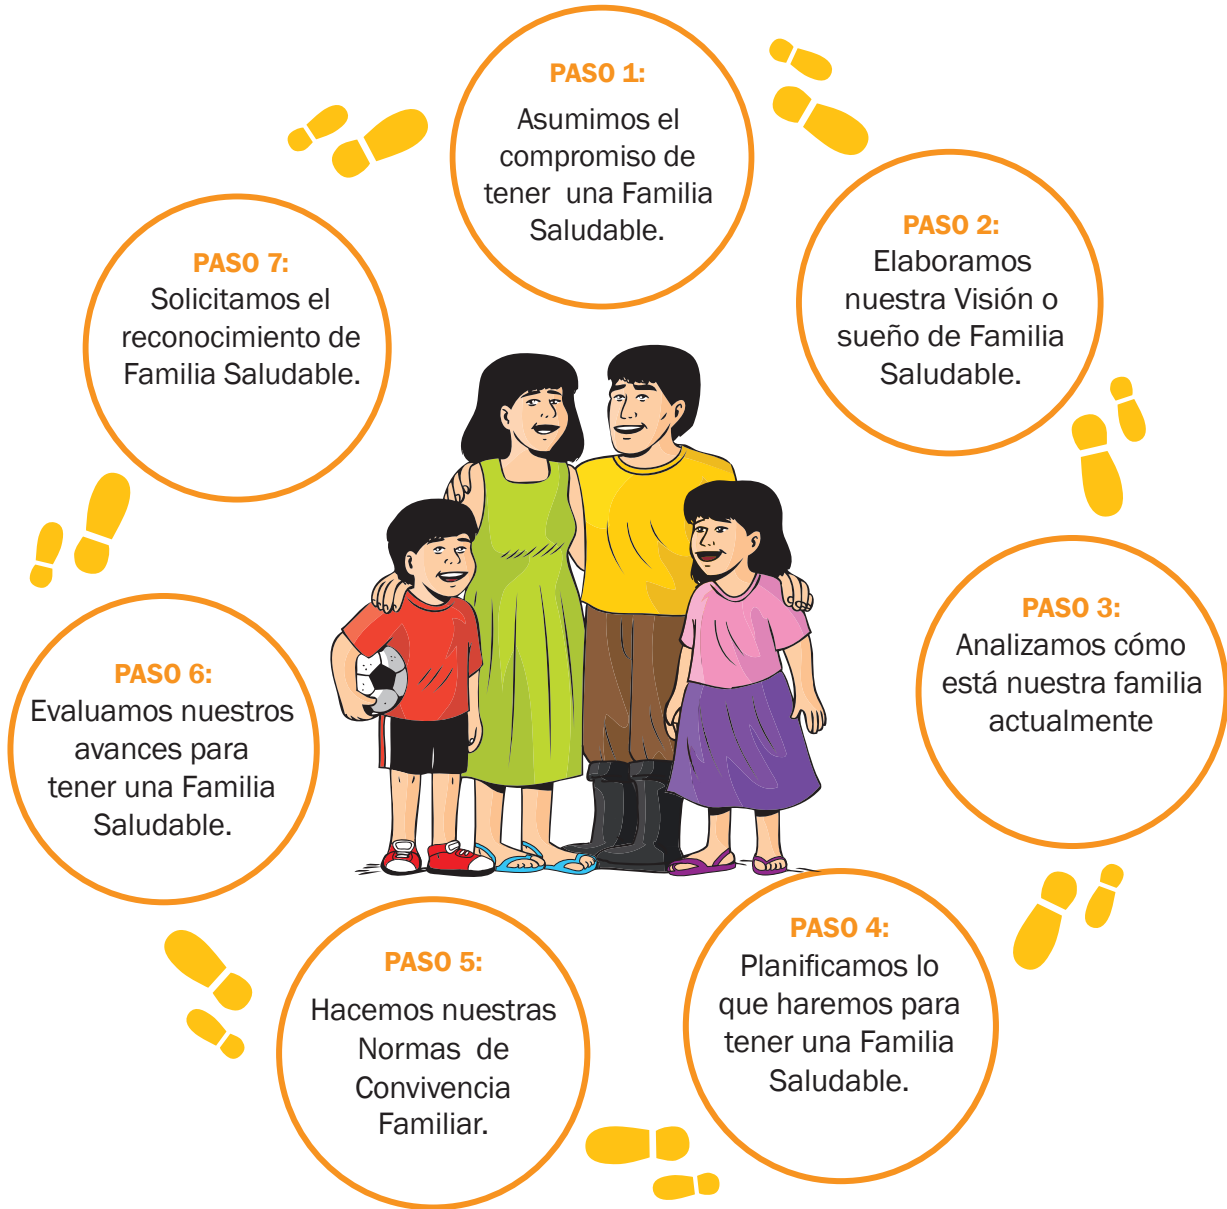 PASO 1:
Asumimos el
compromiso de
tener una Familia
Saludable.
PASO 2:
Elaboramos
nuestra Visión o
sueño de Familia
Saludable.
PASO 3:
Analizamos cómo
está nuestra familia
actualmente
PASO 4:
Planificamos lo
que haremos para
tener una Familia
Saludable.
PASO 5:
Hacemos nuestras
Normas de
Convivencia
Familiar.
PASO 6:
Evaluamos nuestros
avances para
tener una Familia
Saludable.
PASO 7:
Solicitamos el
reconocimiento de
Familia Saludable.